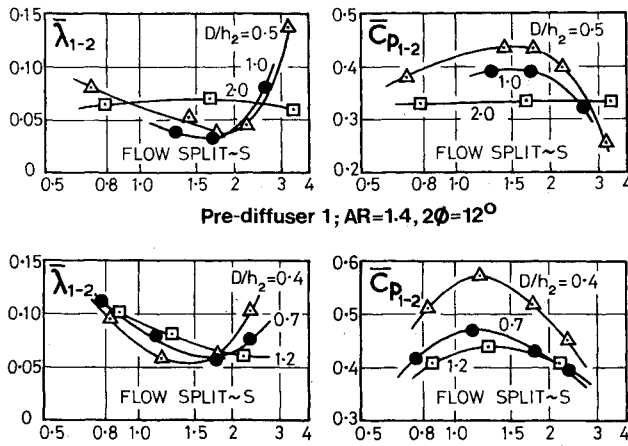 λ̄₁₋₂
D/h₂=0.5
1.0
2.0
FLOW SPLIT~S
0.15
0.10
0.05
0
0.5 0.8 1.0 1.5 2 3 4
C̄p₁₋₂
D/h₂=0.5
1.0
2.0
FLOW SPLIT~S
0.5
0.4
0.3
0.2
0.5 0.8 1.0 1.5 2 3 4
Pre-diffuser 1; AR=1.4, 2Ø=12º
λ̄₁₋₂
D/h₂=0.4
0.7
1.2
FLOW SPLIT~S
0.15
0.10
0.05
0
0.5 0.8 1.0 1.5 2 3 4
C̄p₁₋₂
D/h₂=0.4
0.7
1.2
FLOW SPLIT~S
0.6
0.5
0.4
0.3
0.5 0.8 1.0 1.5 2 3 4